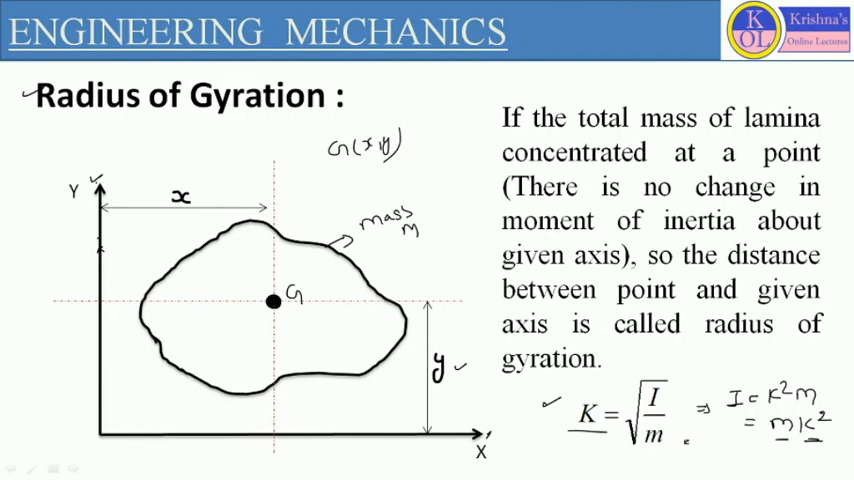 ENGINEERING MECHANICS
K
OL
Krishna's
Online Lectures
Radius of Gyration :
G(x,y)
Y
x
mass
m
G
y
X
If the total mass of lamina
concentrated at a point
(There is no change in
moment of inertia about
given axis), so the distance
between point and given
axis is called radius of
gyration.
K = √(I/m) ⇒ I = K²m
= mK²